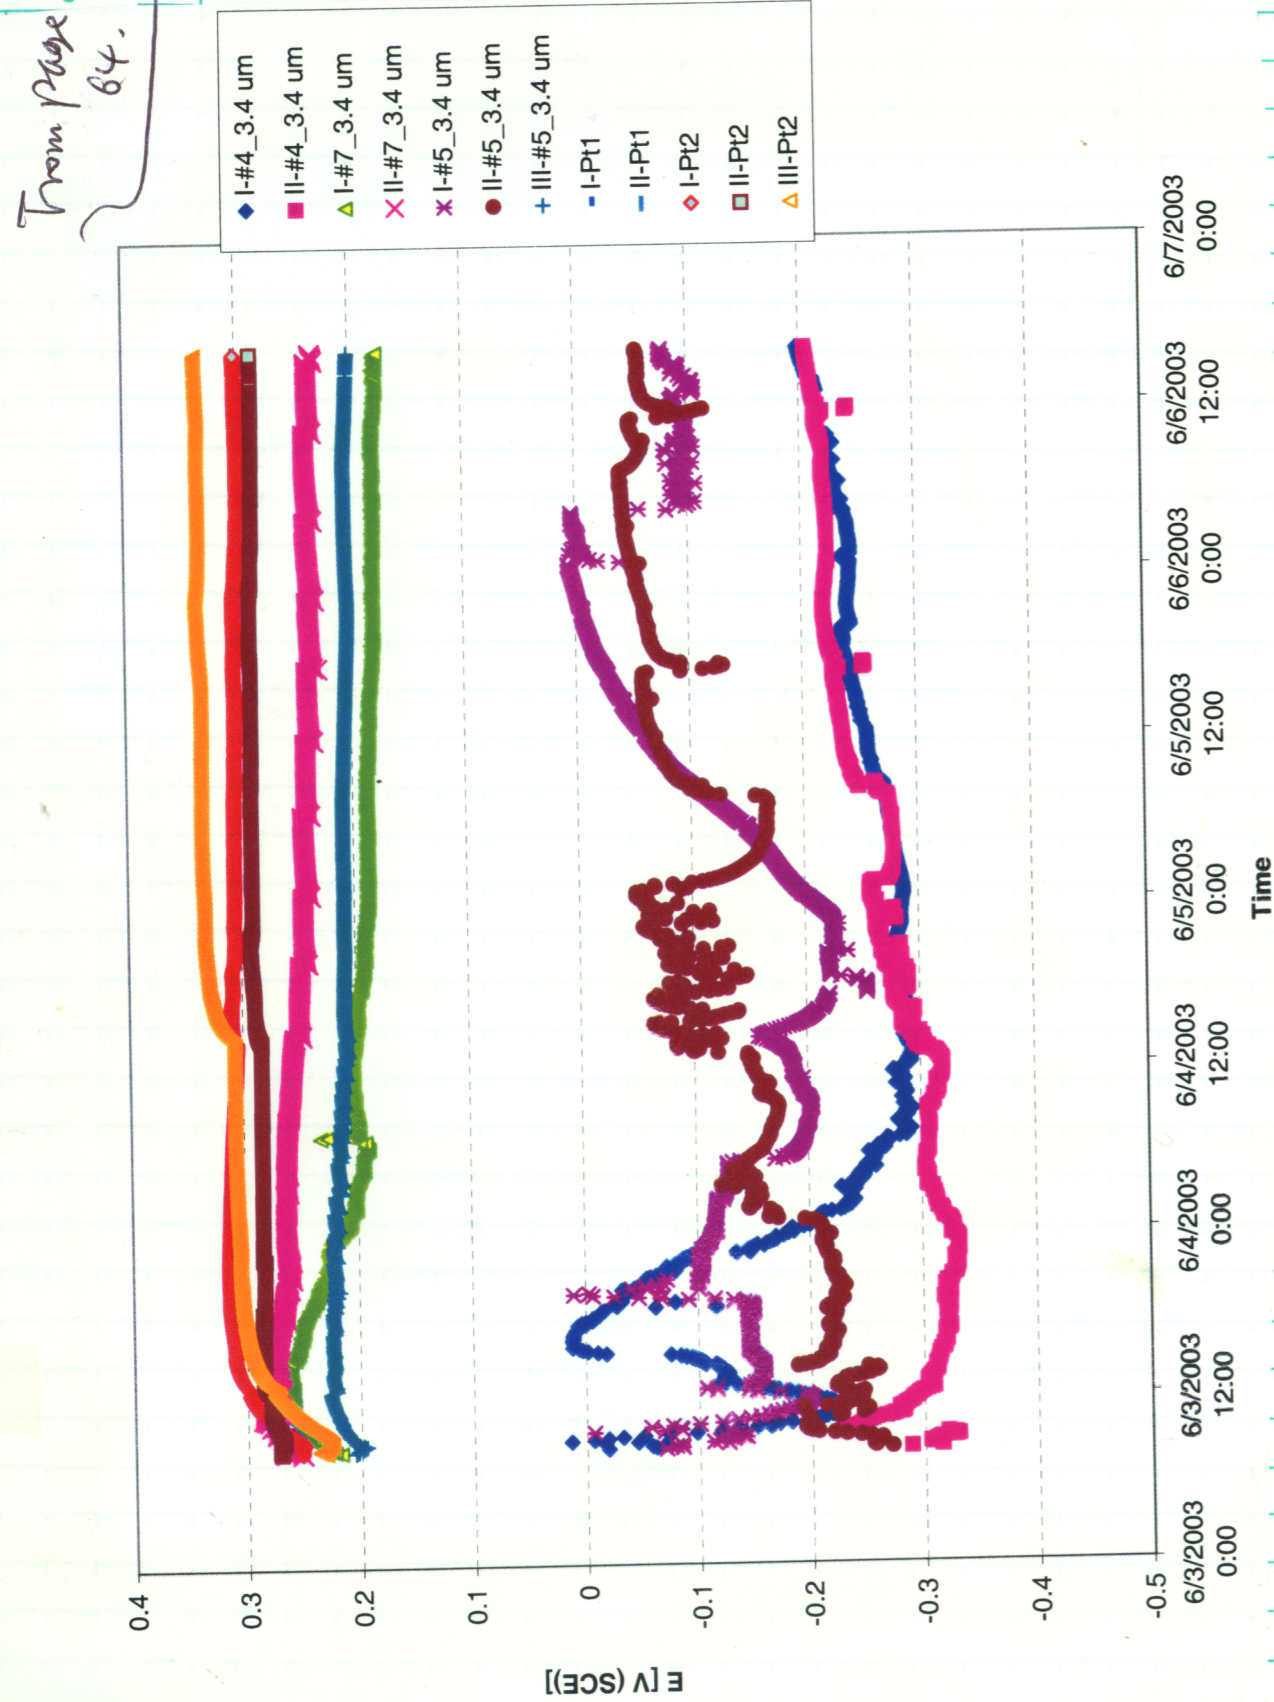 From page
64.
I-#4_3.4 um
II-#4_3.4 um
I-#7_3.4 um
II-#7_3.4 um
I-#5_3.4 um
II-#5_3.4 um
III-#5_3.4 um
I-Pt1
II-Pt1
I-Pt2
II-Pt2
III-Pt2
E [V (SCE)]
0.4
0.3
0.2
0.1
0
-0.1
-0.2
-0.3
-0.4
-0.5
6/3/2003 6/3/2003 6/4/2003 6/4/2003 6/5/2003 6/5/2003 6/6/2003 6/6/2003 6/7/2003
0:00 12:00 0:00 12:00 0:00 12:00 0:00 12:00 0:00
Time